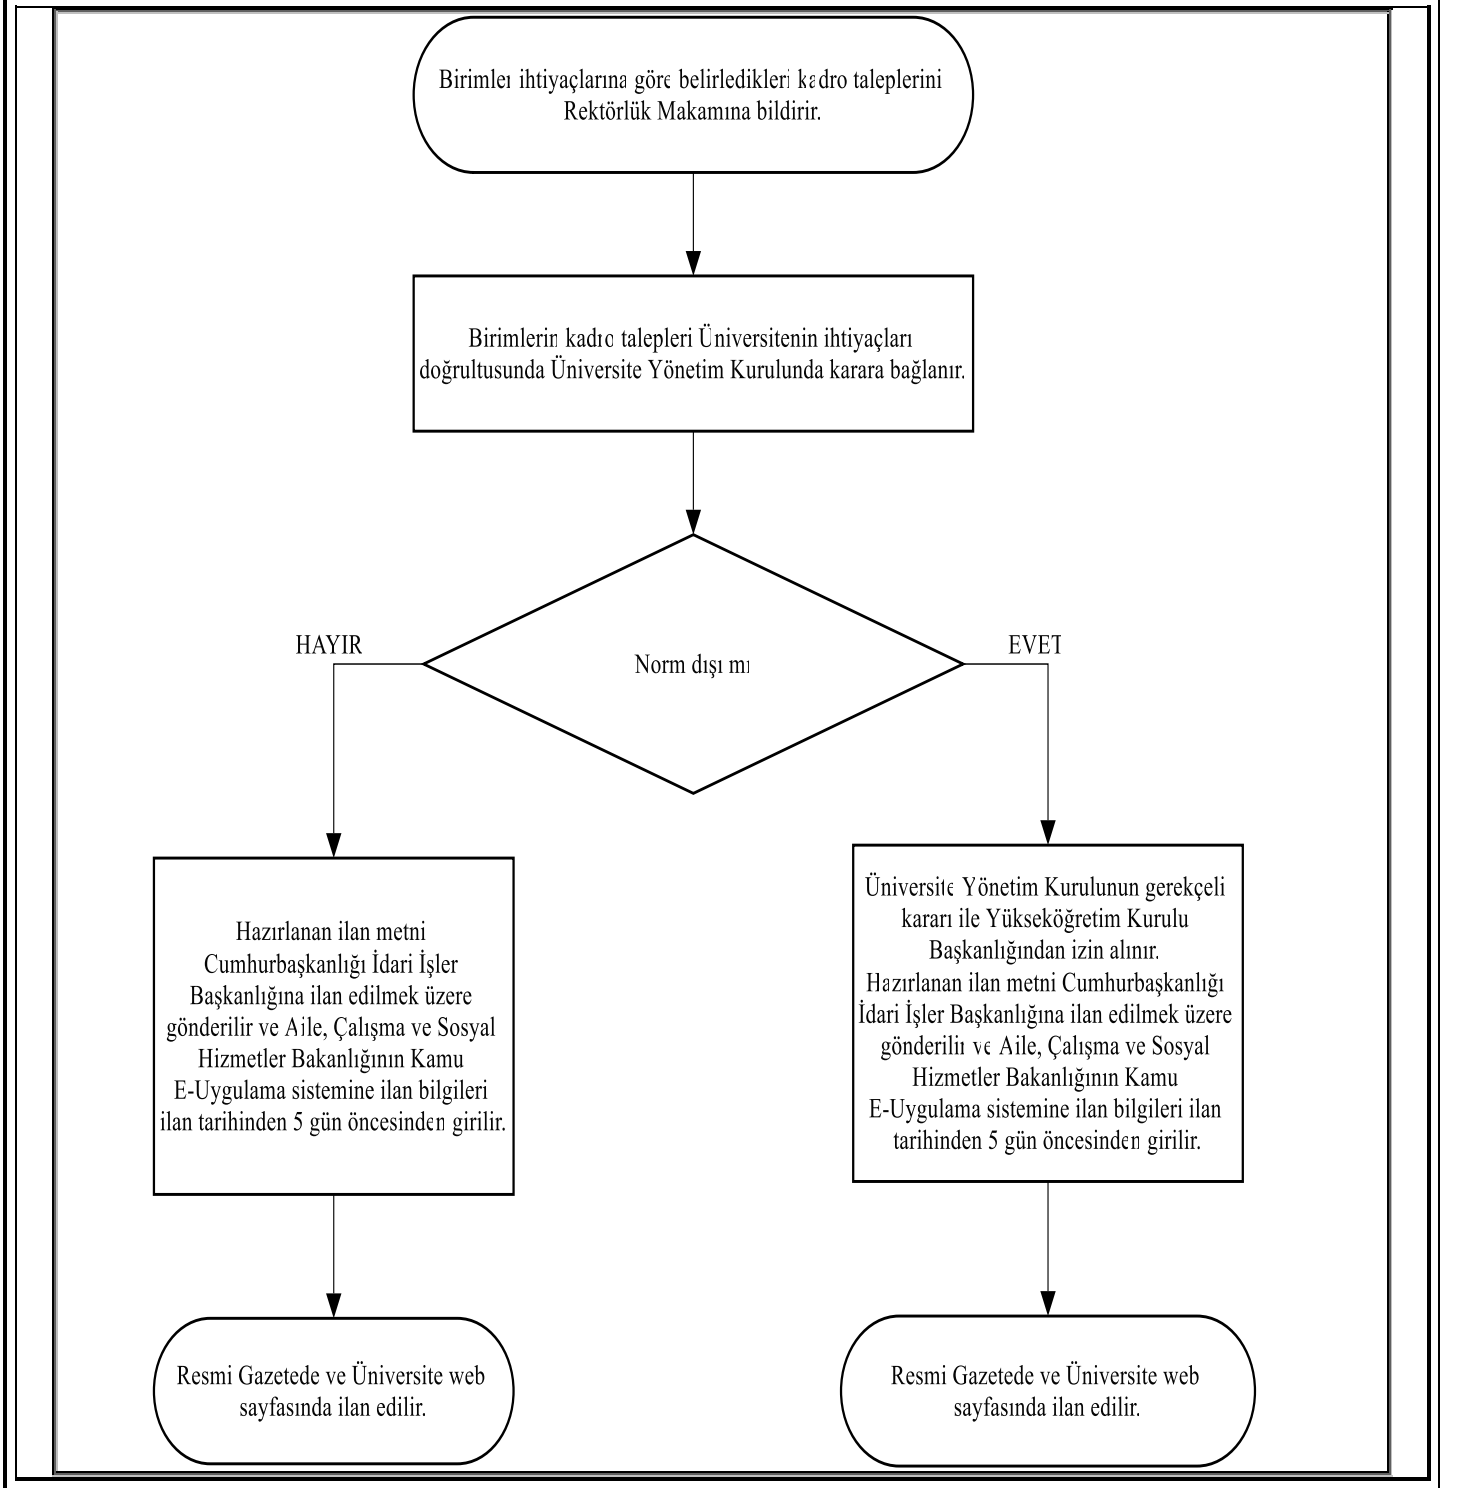 Birimler ihtiyaçlarına göre belirledikleri kadro taleplerini
Rektörlük Makamına bildirir.
Birimlerin kadro talepleri Üniversitenin ihtiyaçları
doğrultusunda Üniversite Yönetim Kurulunda karara bağlanır.
Norm dışı mı
HAYIR
EVET
Hazırlanan ilan metni
Cumhurbaşkanlığı İdari İşler
Başkanlığına ilan edilmek üzere
gönderilir ve Aile, Çalışma ve Sosyal
Hizmetler Bakanlığının Kamu
E-Uygulama sistemine ilan bilgileri
ilan tarihinden 5 gün öncesinden girilir.
Üniversite Yönetim Kurulunun gerekçeli
kararı ile Yükseköğretim Kurulu
Başkanlığından izin alınır.
Hazırlanan ilan metni Cumhurbaşkanlığı
İdari İşler Başkanlığına ilan edilmek üzere
gönderilir ve Aile, Çalışma ve Sosyal
Hizmetler Bakanlığının Kamu
E-Uygulama sistemine ilan bilgileri ilan
tarihinden 5 gün öncesinden girilir.
Resmi Gazetede ve Üniversite web
sayfasında ilan edilir.
Resmi Gazetede ve Üniversite web
sayfasında ilan edilir.